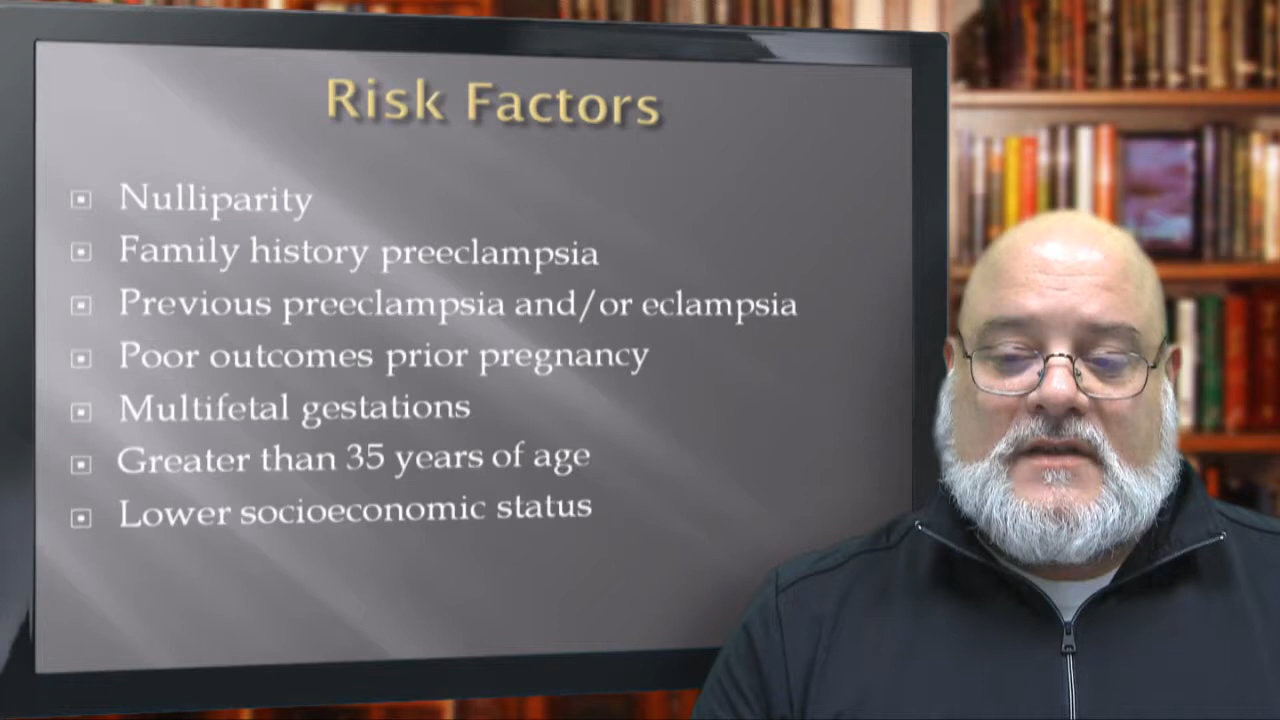 Risk Factors
Nulliparity
Family history preeclampsia
Previous preeclampsia and/or eclampsia
Poor outcomes prior pregnancy
Multifetal gestations
Greater than 35 years of age
Lower socioeconomic status